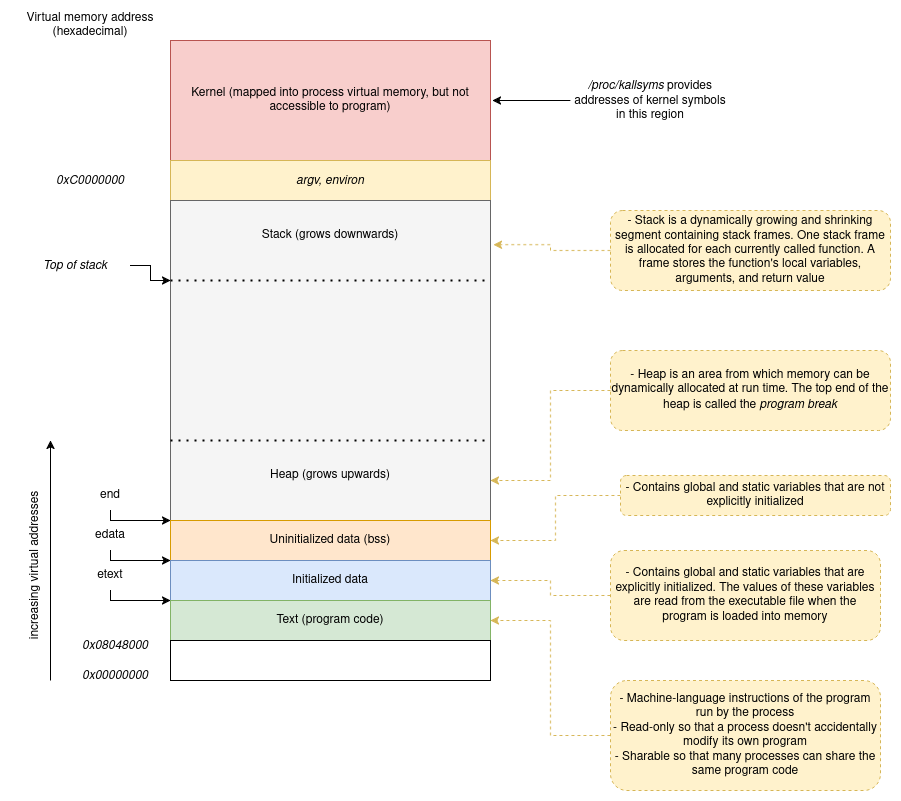 Virtual memory address
(hexadecimal)
Kernel (mapped into process virtual memory, but not
accessible to program)
/proc/kallsyms provides
addresses of kernel symbols
in this region
0xC0000000
argv, environ
Stack (grows downwards)
- Stack is a dynamically growing and shrinking
segment containing stack frames. One stack frame
is allocated for each currently called function. A
frame stores the function's local variables,
arguments, and return value
Top of stack
- Heap is an area from which memory can be
dynamically allocated at run time. The top end of the
heap is called the program break
Heap (grows upwards)
- Contains global and static variables that are not
explicitly initialized
end
edata
Uninitialized data (bss)
etext
Initialized data
- Contains global and static variables that are
explicitly initialized. The values of these variables
are read from the executable file when the
program is loaded into memory
increasing virtual addresses
Text (program code)
0x08048000
0x00000000
- Machine-language instructions of the program
run by the process
- Read-only so that a process doesn't accidentally
modify its own program
- Sharable so that many processes can share the
same program code